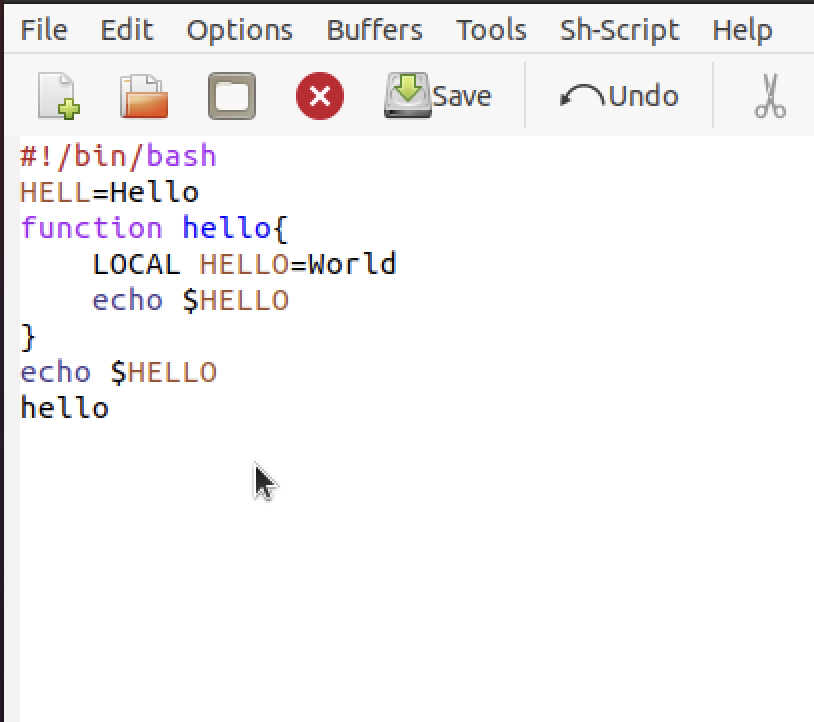 File Edit Options Buffers Tools Sh-Script Help
Save Undo
#!/bin/bash
HELL=Hello
function hello{
    LOCAL HELLO=World
    echo $HELLO
}
echo $HELLO
hello